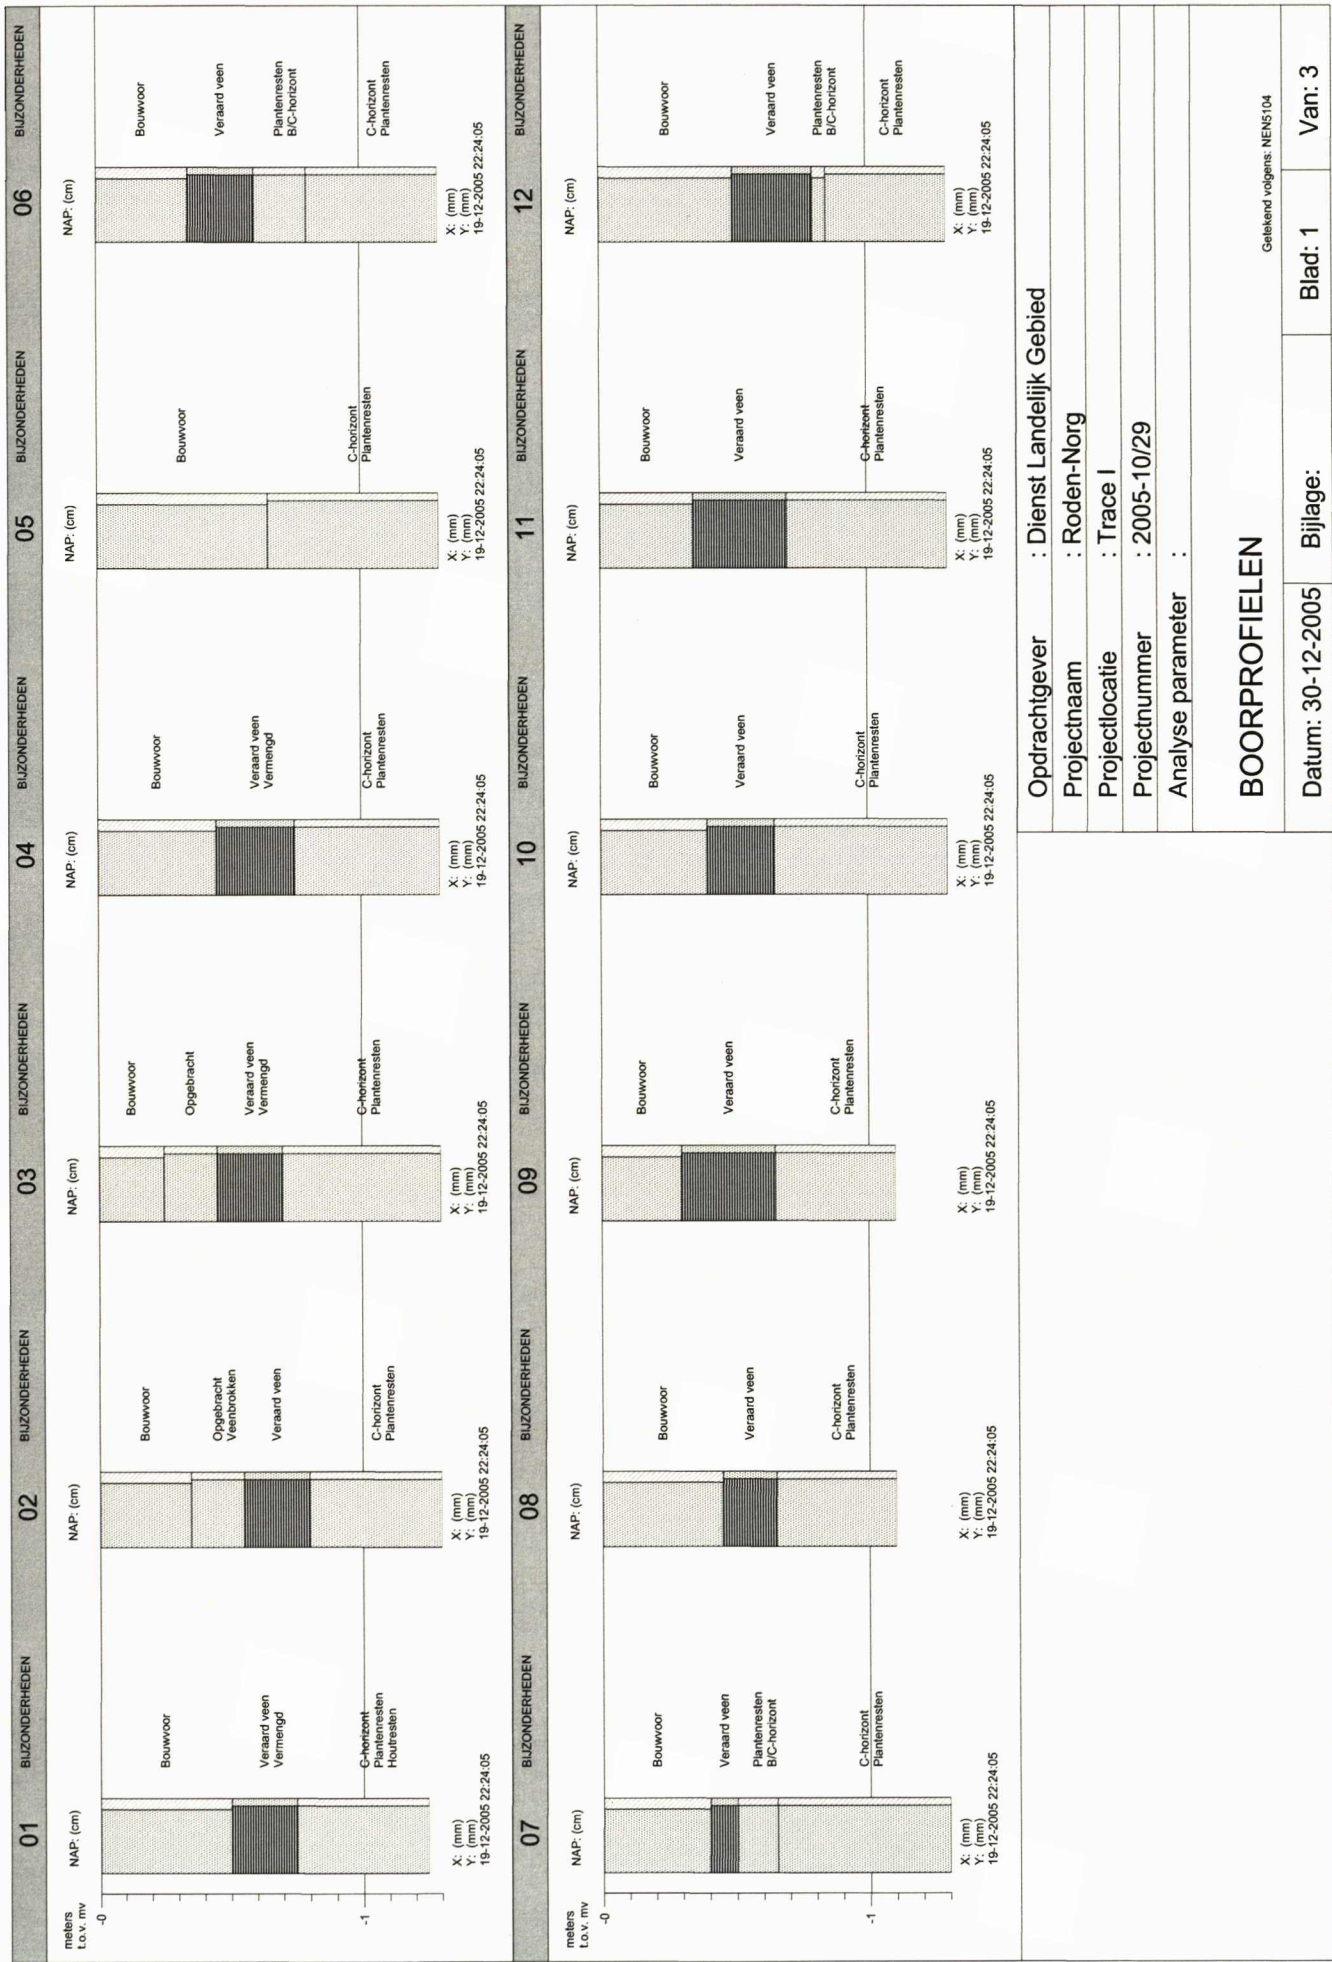 01 BIJZONDERHEDEN 02 BIJZONDERHEDEN 03 BIJZONDERHEDEN 04 BIJZONDERHEDEN 05 BIJZONDERHEDEN 06 BIJZONDERHEDEN
meters
t.o.v. mv
-0
-1
NAP: (cm)
Bouwvoor
Veraard veen
Vermengd
C-horizont
Plantenresten
Houtresten
X: (mm)
Y: (mm)
19-12-2005 22:24:05
NAP: (cm)
Bouwvoor
Opgebracht
Veenbrokken
Veraard veen
C-horizont
Plantenresten
X: (mm)
Y: (mm)
19-12-2005 22:24:05
NAP: (cm)
Bouwvoor
Opgebracht
Veraard veen
Vermengd
C-horizont
Plantenresten
X: (mm)
Y: (mm)
19-12-2005 22:24:05
NAP: (cm)
Bouwvoor
Veraard veen
Vermengd
C-horizont
Plantenresten
X: (mm)
Y: (mm)
19-12-2005 22:24:05
NAP: (cm)
Bouwvoor
C-horizont
Plantenresten
X: (mm)
Y: (mm)
19-12-2005 22:24:05
NAP: (cm)
Bouwvoor
Veraard veen
Plantenresten
B/C-horizont
C-horizont
Plantenresten
X: (mm)
Y: (mm)
19-12-2005 22:24:05
07 BIJZONDERHEDEN 08 BIJZONDERHEDEN 09 BIJZONDERHEDEN 10 BIJZONDERHEDEN 11 BIJZONDERHEDEN 12 BIJZONDERHEDEN
meters
t.o.v. mv
-0
-1
NAP: (cm)
Bouwvoor
Veraard veen
Plantenresten
B/C-horizont
C-horizont
Plantenresten
X: (mm)
Y: (mm)
19-12-2005 22:24:05
NAP: (cm)
Bouwvoor
Veraard veen
C-horizont
Plantenresten
X: (mm)
Y: (mm)
19-12-2005 22:24:05
NAP: (cm)
Bouwvoor
Veraard veen
C-horizont
Plantenresten
X: (mm)
Y: (mm)
19-12-2005 22:24:05
NAP: (cm)
Bouwvoor
Veraard veen
C-horizont
Plantenresten
X: (mm)
Y: (mm)
19-12-2005 22:24:05
NAP: (cm)
Bouwvoor
Veraard veen
C-horizont
Plantenresten
X: (mm)
Y: (mm)
19-12-2005 22:24:05
NAP: (cm)
Bouwvoor
Veraard veen
Plantenresten
B/C-horizont
C-horizont
Plantenresten
X: (mm)
Y: (mm)
19-12-2005 22:24:05
Opdrachtgever : Dienst Landelijk Gebied
Projectnaam : Roden-Norg
Projectlocatie : Trace I
Projectnummer : 2005-10/29
Analyse parameter :
BOORPROFIELEN
Getekend volgens: NEN5104
Datum: 30-12-2005 Bijlage: Blad: 1 Van: 3